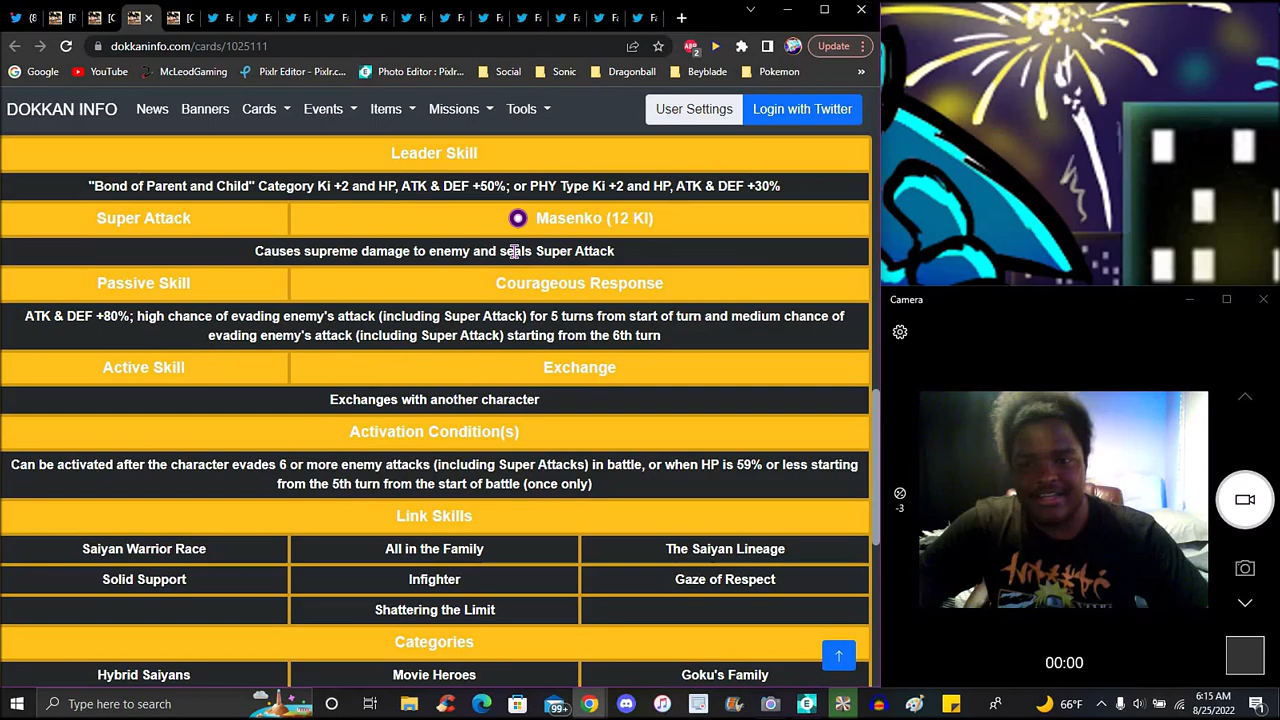 dokkaninfo.com/cards/1025111
Update
Google YouTube McLeodGaming Pixlr Editor - Pixlr.c... Photo Editor : Pixlr... Social Sonic Dragonball Beyblade Pokemon »
DOKKAN INFO News Banners Cards Events Items Missions Tools User Settings Login with Twitter
Leader Skill
"Bond of Parent and Child" Category Ki +2 and HP, ATK & DEF +50%; or PHY Type Ki +2 and HP, ATK & DEF +30%
Super Attack Masenko (12 KI)
Causes supreme damage to enemy and seals Super Attack
Passive Skill Courageous Response
ATK & DEF +80%; high chance of evading enemy's attack (including Super Attack) for 5 turns from start of turn and medium chance of
evading enemy's attack (including Super Attack) starting from the 6th turn
Active Skill Exchange
Exchanges with another character
Activation Condition(s)
Can be activated after the character evades 6 or more enemy attacks (including Super Attacks) in battle, or when HP is 59% or less starting
from the 5th turn from the start of battle (once only)
Link Skills
Saiyan Warrior Race All in the Family The Saiyan Lineage
Solid Support Infighter Gaze of Respect
Shattering the Limit
Categories
Hybrid Saiyans Movie Heroes Goku's Family
Camera
-3
00:00
Type here to search
99+
66°F
6:15 AM
8/25/2022